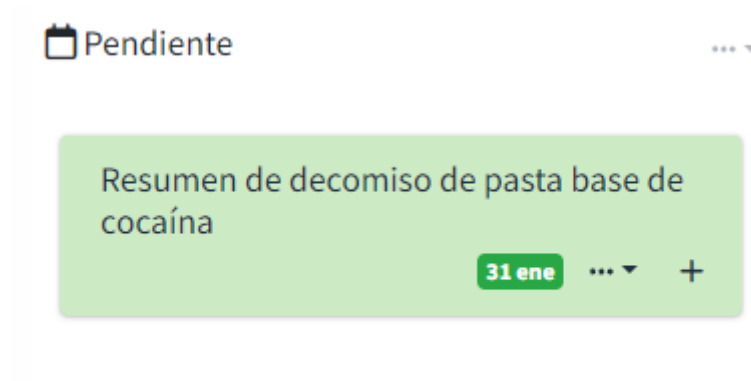 Pendiente
Resumen de decomiso de pasta base de
cocaína
31 ene